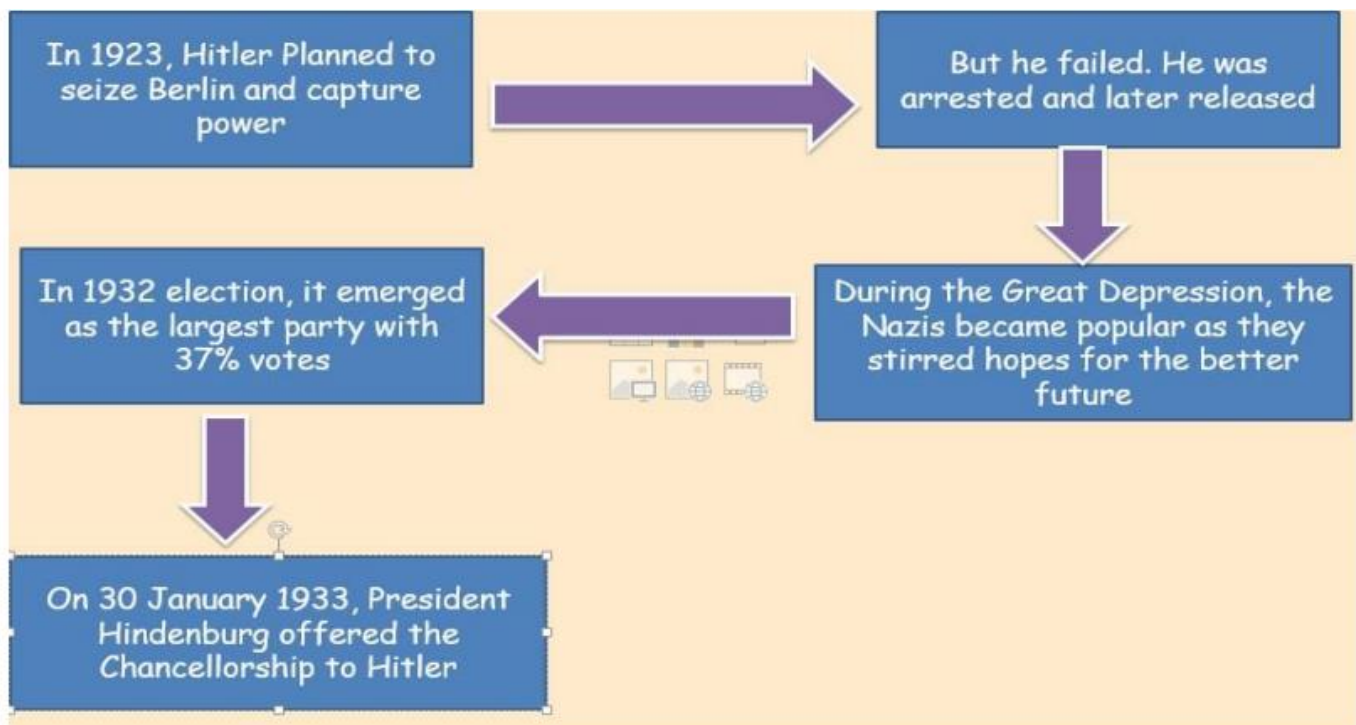 In 1923, Hitler Planned to
seize Berlin and capture
power
But he failed. He was
arrested and later released
During the Great Depression, the
Nazis became popular as they
stirred hopes for the better
future
In 1932 election, it emerged
as the largest party with
37% votes
On 30 January 1933, President
Hindenburg offered the
Chancellorship to Hitler